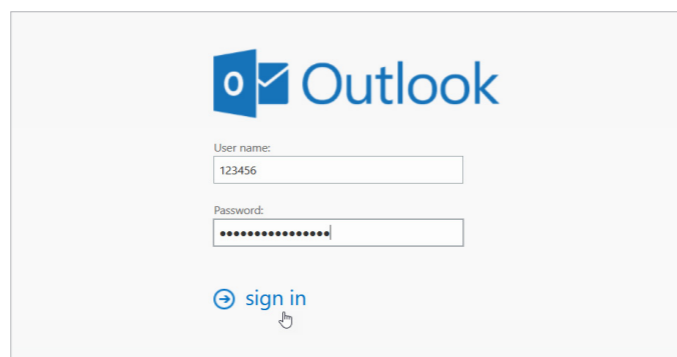 Outlook
User name:
123456
Password:
••••••••••••••••
sign in